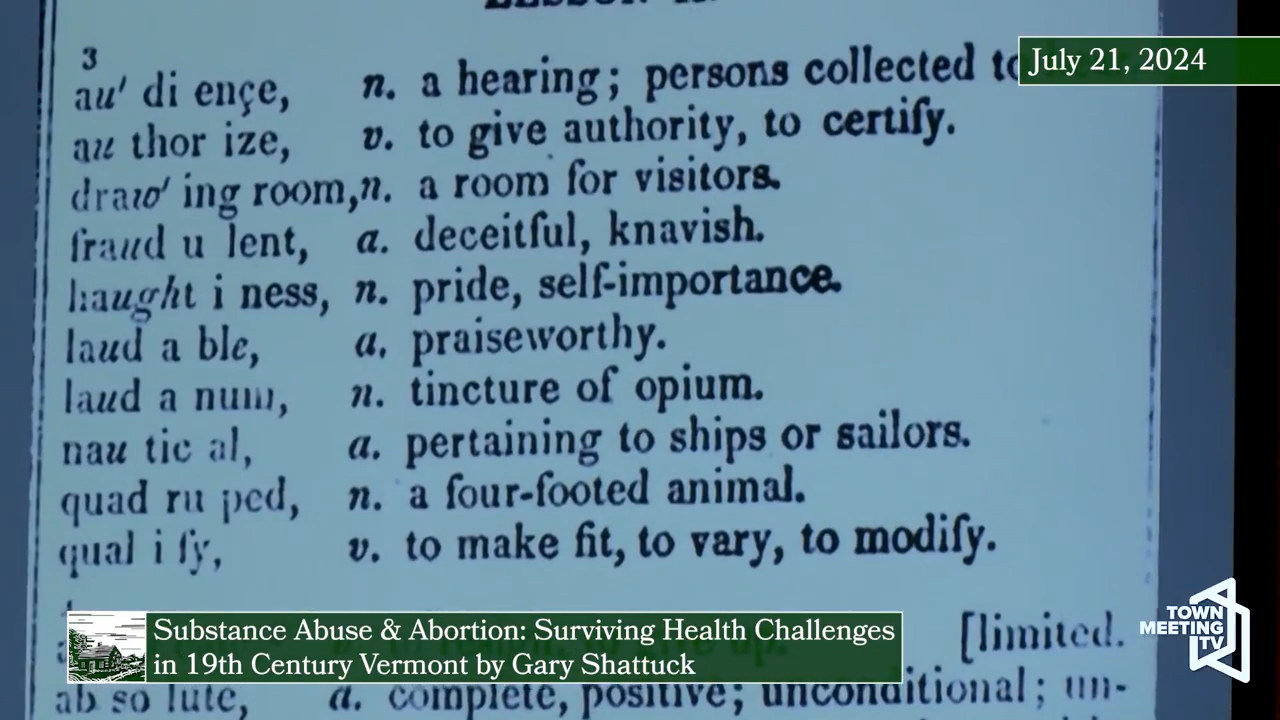 3
au' di ençe, n. a hearing; persons collected to
July 21, 2024
au thor ize, v. to give authority, to certify.
draw' ing room, n. a room for visitors.
fraud u lent, a. deceitful, knavish.
haught i ness, n. pride, self-importance.
laud a ble, a. praiseworthy.
laud a num, n. tincture of opium.
nau tic al, a. pertaining to ships or sailors.
quad ru ped, n. a four-footed animal.
qual i fy, v. to make fit, to vary, to modify.
[limited.
Substance Abuse & Abortion: Surviving Health Challenges
in 19th Century Vermont by Gary Shattuck
TOWN
MEETING
TV
ab so lute, a. complete, positive; unconditional; un-